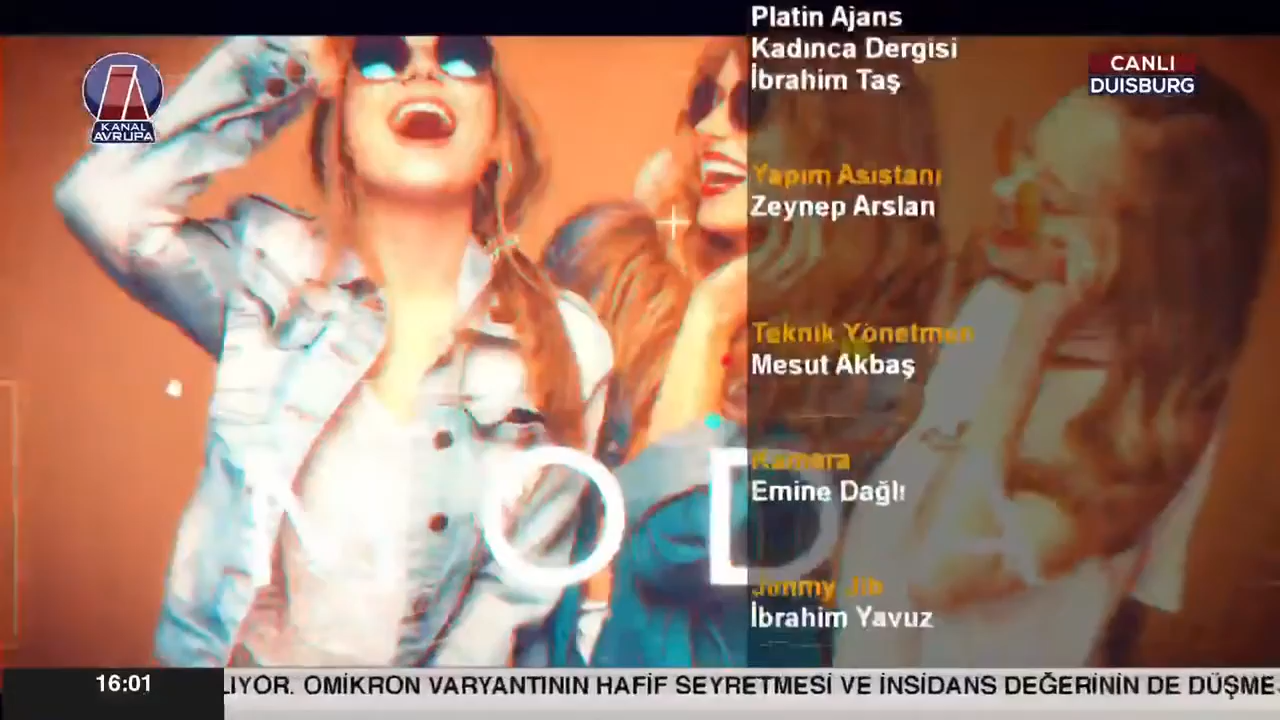 Platin Ajans
Kadınca Dergisi
İbrahim Taş
KANAL
AVRUPA
CANLI
DUISBURG
Yapım Asistanı
Zeynep Arslan
Teknik Yönetmen
Mesut Akbaş
Kamera
Emine Dağlı
MODA
Jimmy Jib
İbrahim Yavuz
16:01
LIYOR. OMİKRON VARYANTININ HAFİF SEYRETMESİ VE İNSİDANS DEĞERİNİN DE DÜŞME